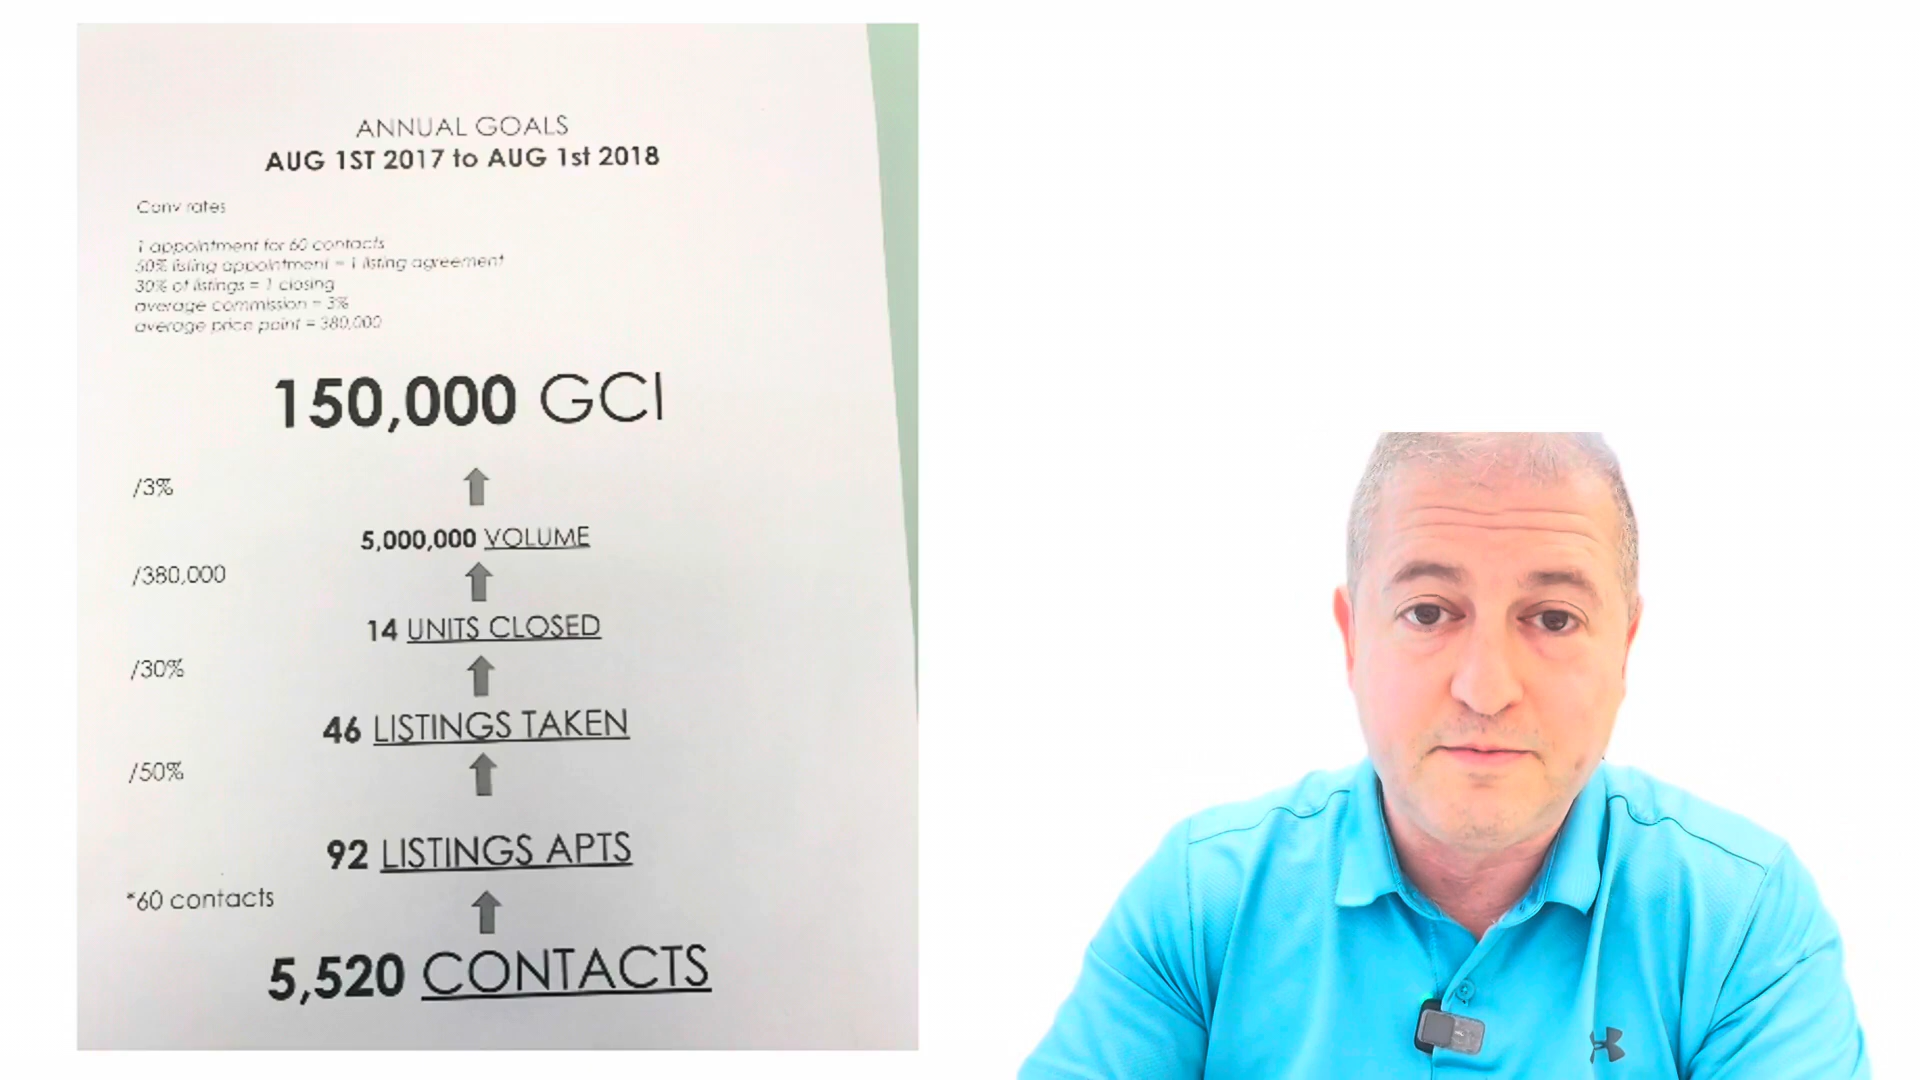 ANNUAL GOALS
AUG 1ST 2017 to AUG 1st 2018
Conv rates
1 appointment for 60 contacts
50% listing appointment = 1 listing agreement
30% of listings = 1 closing
average commission = 3%
average price point = 380,000
150,000 GCI
/3%
5,000,000 VOLUME
/380,000
14 UNITS CLOSED
/30%
46 LISTINGS TAKEN
/50%
92 LISTINGS APTS
*60 contacts
5,520 CONTACTS